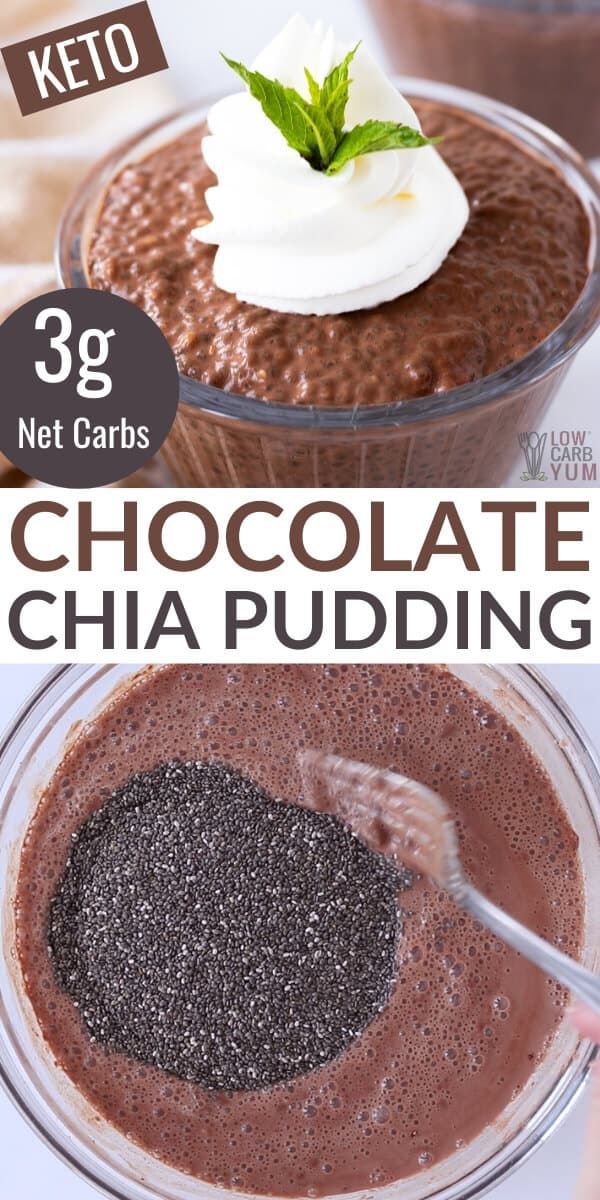 KETO
3g
Net Carbs
LOW
CARB
YUM
CHOCOLATE
CHIA PUDDING